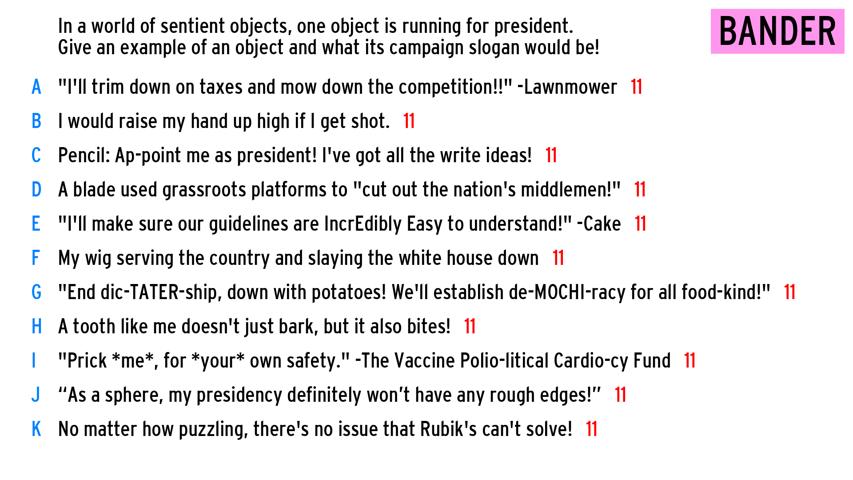 In a world of sentient objects, one object is running for president.
Give an example of an object and what its campaign slogan would be!
BANDER
A "I'll trim down on taxes and mow down the competition!!" -Lawnmower 11
B I would raise my hand up high if I get shot. 11
C Pencil: Ap-point me as president! I've got all the write ideas! 11
D A blade used grassroots platforms to "cut out the nation's middlemen!" 11
E "I'll make sure our guidelines are IncrEdibly Easy to understand!" -Cake 11
F My wig serving the country and slaying the white house down 11
G "End dic-TATER-ship, down with potatoes! We'll establish de-MOCHI-racy for all food-kind!" 11
H A tooth like me doesn't just bark, but it also bites! 11
I "Prick *me*, for *your* own safety." -The Vaccine Polio-litical Cardio-cy Fund 11
J “As a sphere, my presidency definitely won’t have any rough edges!” 11
K No matter how puzzling, there's no issue that Rubik's can't solve! 11